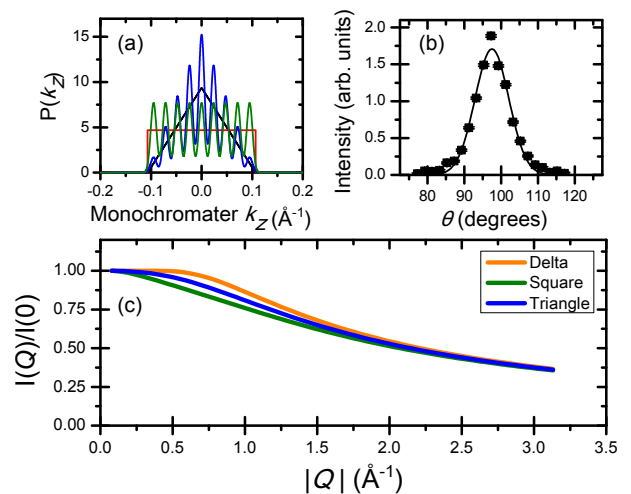 (a)
P(k_z)
15
10
5
0
-0.2 -0.1 0.0 0.1 0.2
Monochromater k_z (Å⁻¹)
(b)
Intensity (arb. units)
2.0
1.5
1.0
0.5
0.0
80 90 100 110 120
θ (degrees)
(c)
I(Q)/I(0)
1.00
0.75
0.50
0.25
0.00
Delta
Square
Triangle
0.0 0.5 1.0 1.5 2.0 2.5 3.0 3.5
|Q| (Å⁻¹)